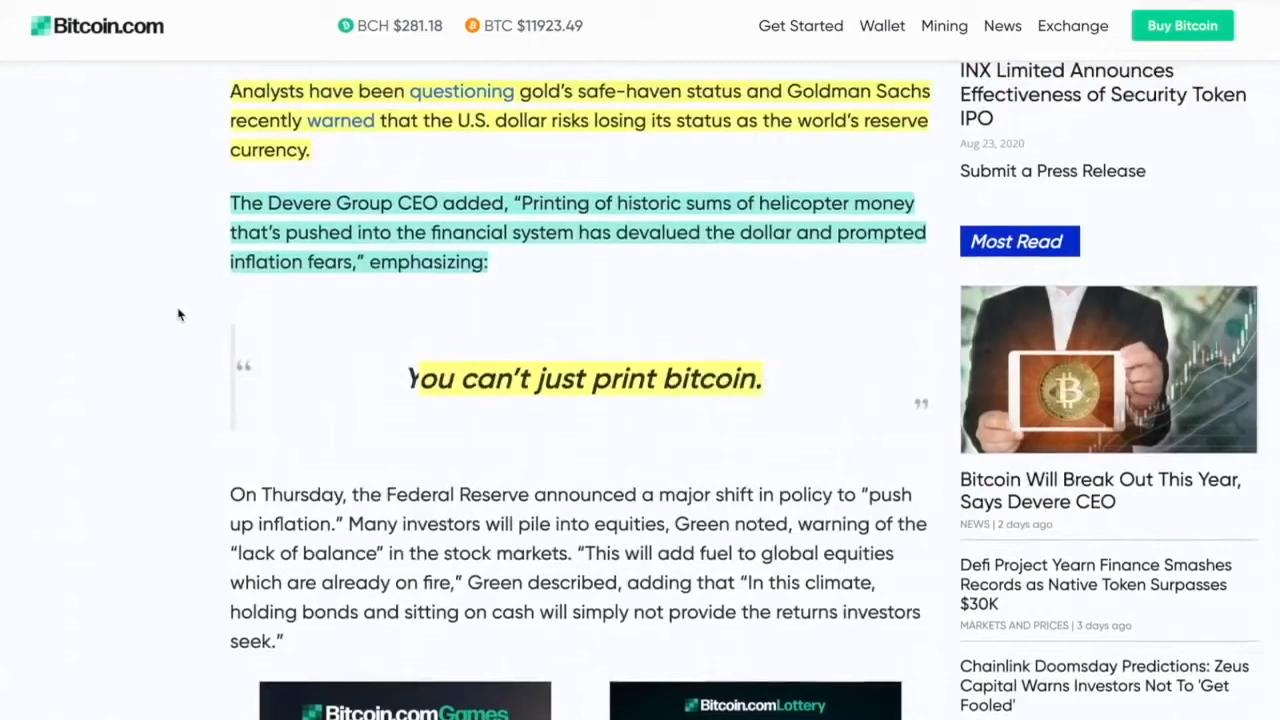 Bitcoin.com
BCH $281.18
BTC $11923.49
Get Started Wallet Mining News Exchange Buy Bitcoin
Analysts have been questioning gold’s safe-haven status and Goldman Sachs
recently warned that the U.S. dollar risks losing its status as the world’s reserve
currency.
The Devere Group CEO added, “Printing of historic sums of helicopter money
that’s pushed into the financial system has devalued the dollar and prompted
inflation fears,” emphasizing:
“
You can’t just print bitcoin.
”
On Thursday, the Federal Reserve announced a major shift in policy to “push
up inflation.” Many investors will pile into equities, Green noted, warning of the
“lack of balance” in the stock markets. “This will add fuel to global equities
which are already on fire,” Green described, adding that “In this climate,
holding bonds and sitting on cash will simply not provide the returns investors
seek.”
Bitcoin.comGames
Bitcoin.comLottery
INX Limited Announces
Effectiveness of Security Token
IPO
Aug 23, 2020
Submit a Press Release
Most Read
Bitcoin Will Break Out This Year,
Says Devere CEO
NEWS | 2 days ago
Defi Project Yearn Finance Smashes
Records as Native Token Surpasses
$30K
MARKETS AND PRICES | 3 days ago
Chainlink Doomsday Predictions: Zeus
Capital Warns Investors Not To 'Get
Fooled'